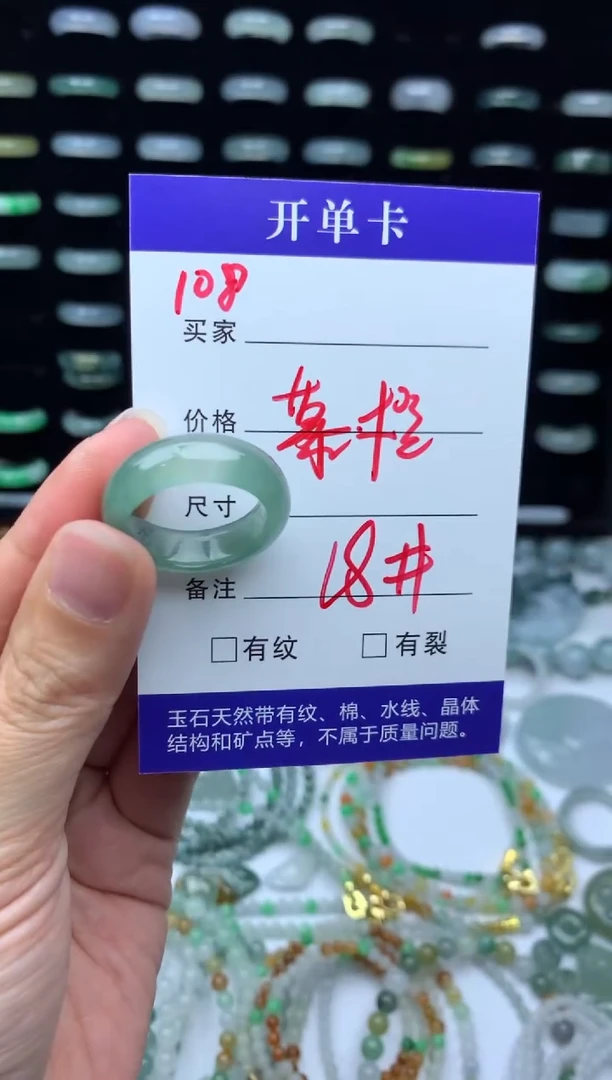 开单卡
108
买家
价格
尺寸
备注 18#
有纹 有裂
玉石天然带有纹、棉、水线、晶体
结构和矿点等，不属于质量问题。